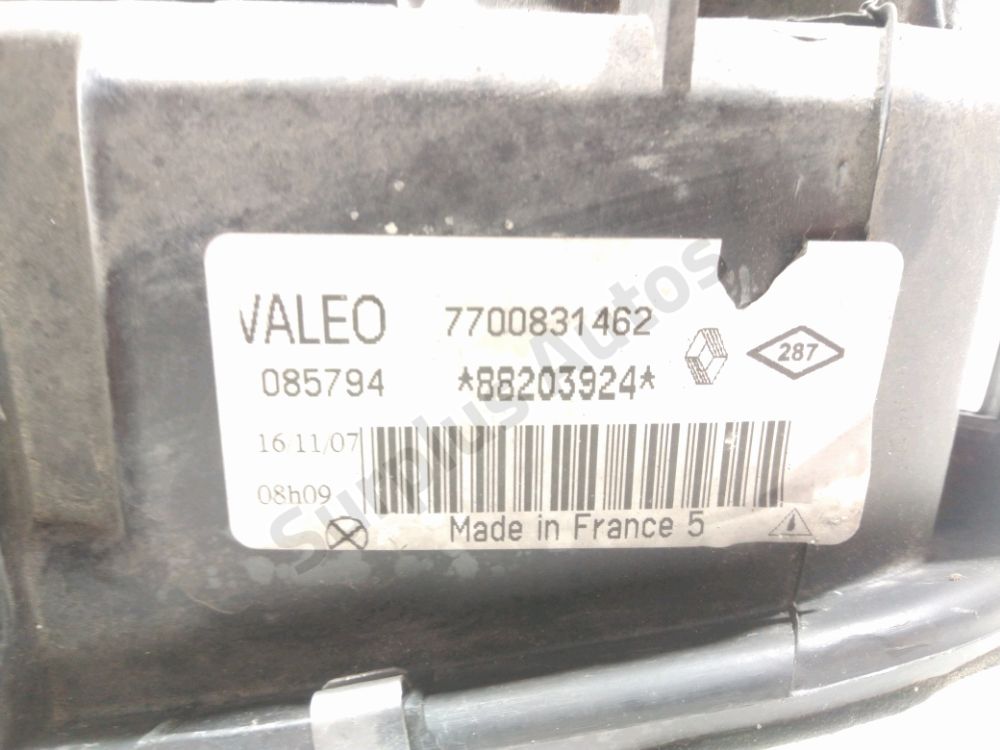 VALEO 7700831462
085794 *88203924* 287
16/11/07
08h09
Made in France 5
Surplus Autos